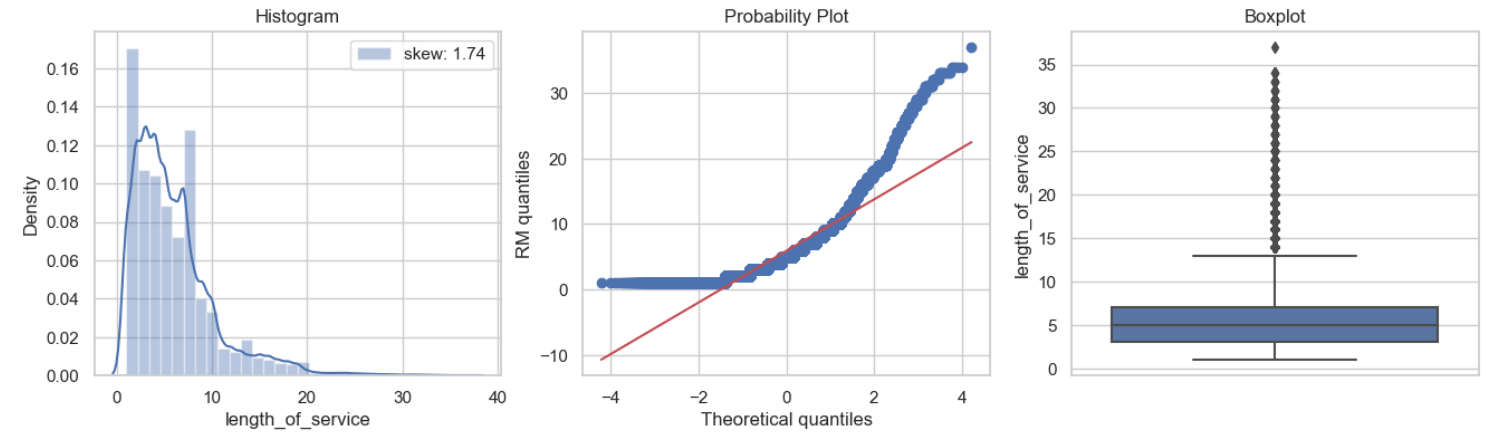 Histogram
skew: 1.74
Density
0.16
0.14
0.12
0.10
0.08
0.06
0.04
0.02
0.00
0 10 20 30 40
length_of_service
Probability Plot
RM quantiles
30
20
10
0
−10
−4 −2 0 2 4
Theoretical quantiles
Boxplot
length_of_service
35
30
25
20
15
10
5
0